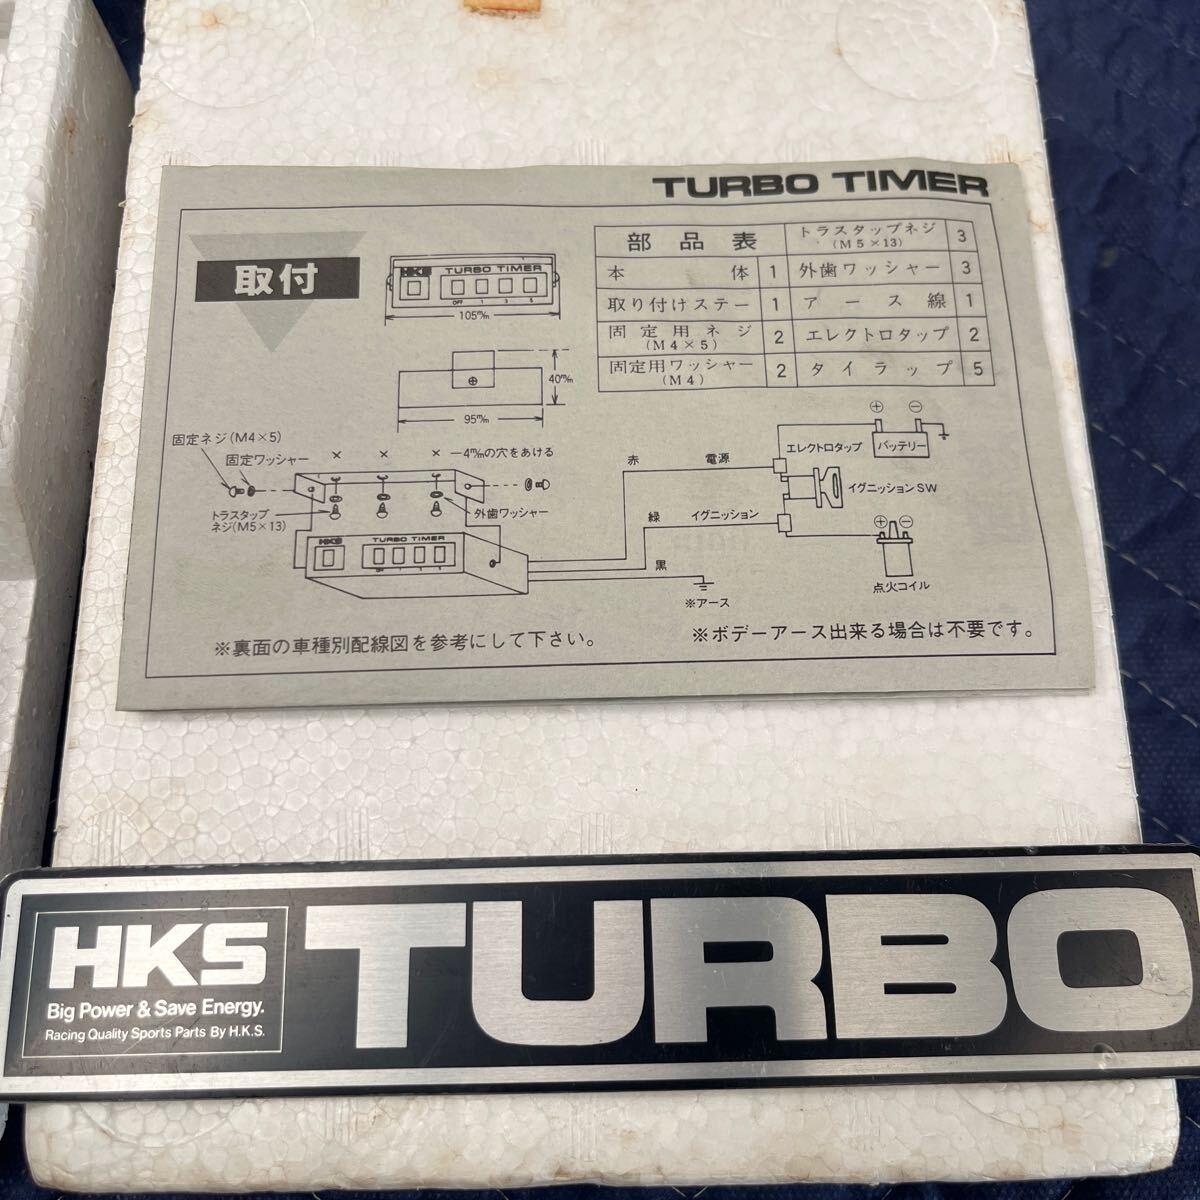 TURBO TIMER
取付
HKS TURBO TIMER
OFF 1 3 5
105㎜
40㎜
95㎜
部品表
トラスタップネジ (M5×13) 3
本体 1 外歯ワッシャー 3
取り付けステー 1 アース線 1
固定用ネジ (M4×5) 2 エレクトロタップ 2
固定用ワッシャー (M4) 2 タイラップ 5
固定ネジ(M4×5)
固定ワッシャー
× × × ―4㎜の穴をあける
トラスタップ
ネジ(M5×13)
外歯ワッシャー
HKS TURBO TIMER
赤 電源
緑 イグニッション
黒
※アース
エレクトロタップ
⊕ ⊖
バッテリー
イグニッションSW
⊕ ⊖
点火コイル
※裏面の車種別配線図を参考にして下さい。
※ボデーアース出来る場合は不要です。
HKS
Big Power & Save Energy.
Racing Quality Sports Parts By H.K.S.
TURBO